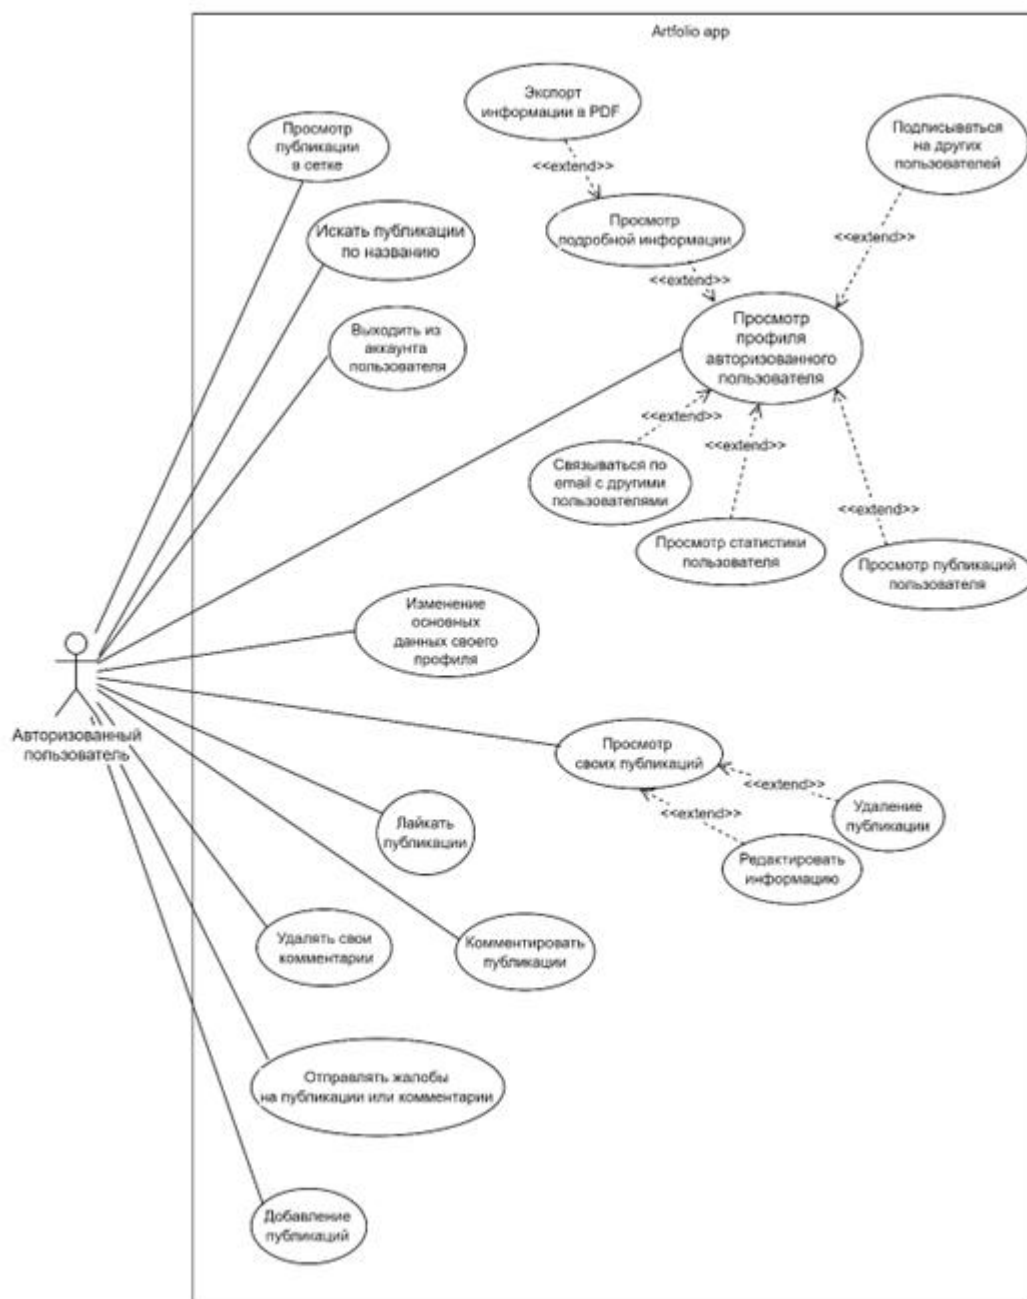 Artfolio app
Экспорт
информации в PDF
Просмотр
публикации
в сетке
Подписываться
на других
пользователей
<<extend>>
Просмотр
подробной информации
Искать публикации
по названию
<<extend>>
<<extend>>
Выходить из
аккаунта
пользователя
Просмотр
профиля
авторизованного
пользователя
<<extend>>
<<extend>>
Связываться по
email с другими
пользователями
<<extend>>
Просмотр статистики
пользователя
Просмотр публикаций
пользователя
Изменение
основных
данных своего
профиля
Авторизованный
пользователь
Просмотр
своих публикаций
<<extend>>
Удаление
публикации
<<extend>>
Лайкать
публикации
Редактировать
информацию
Удалять свои
комментарии
Комментировать
публикации
Отправлять жалобы
на публикации или комментарии
Добавление
публикаций